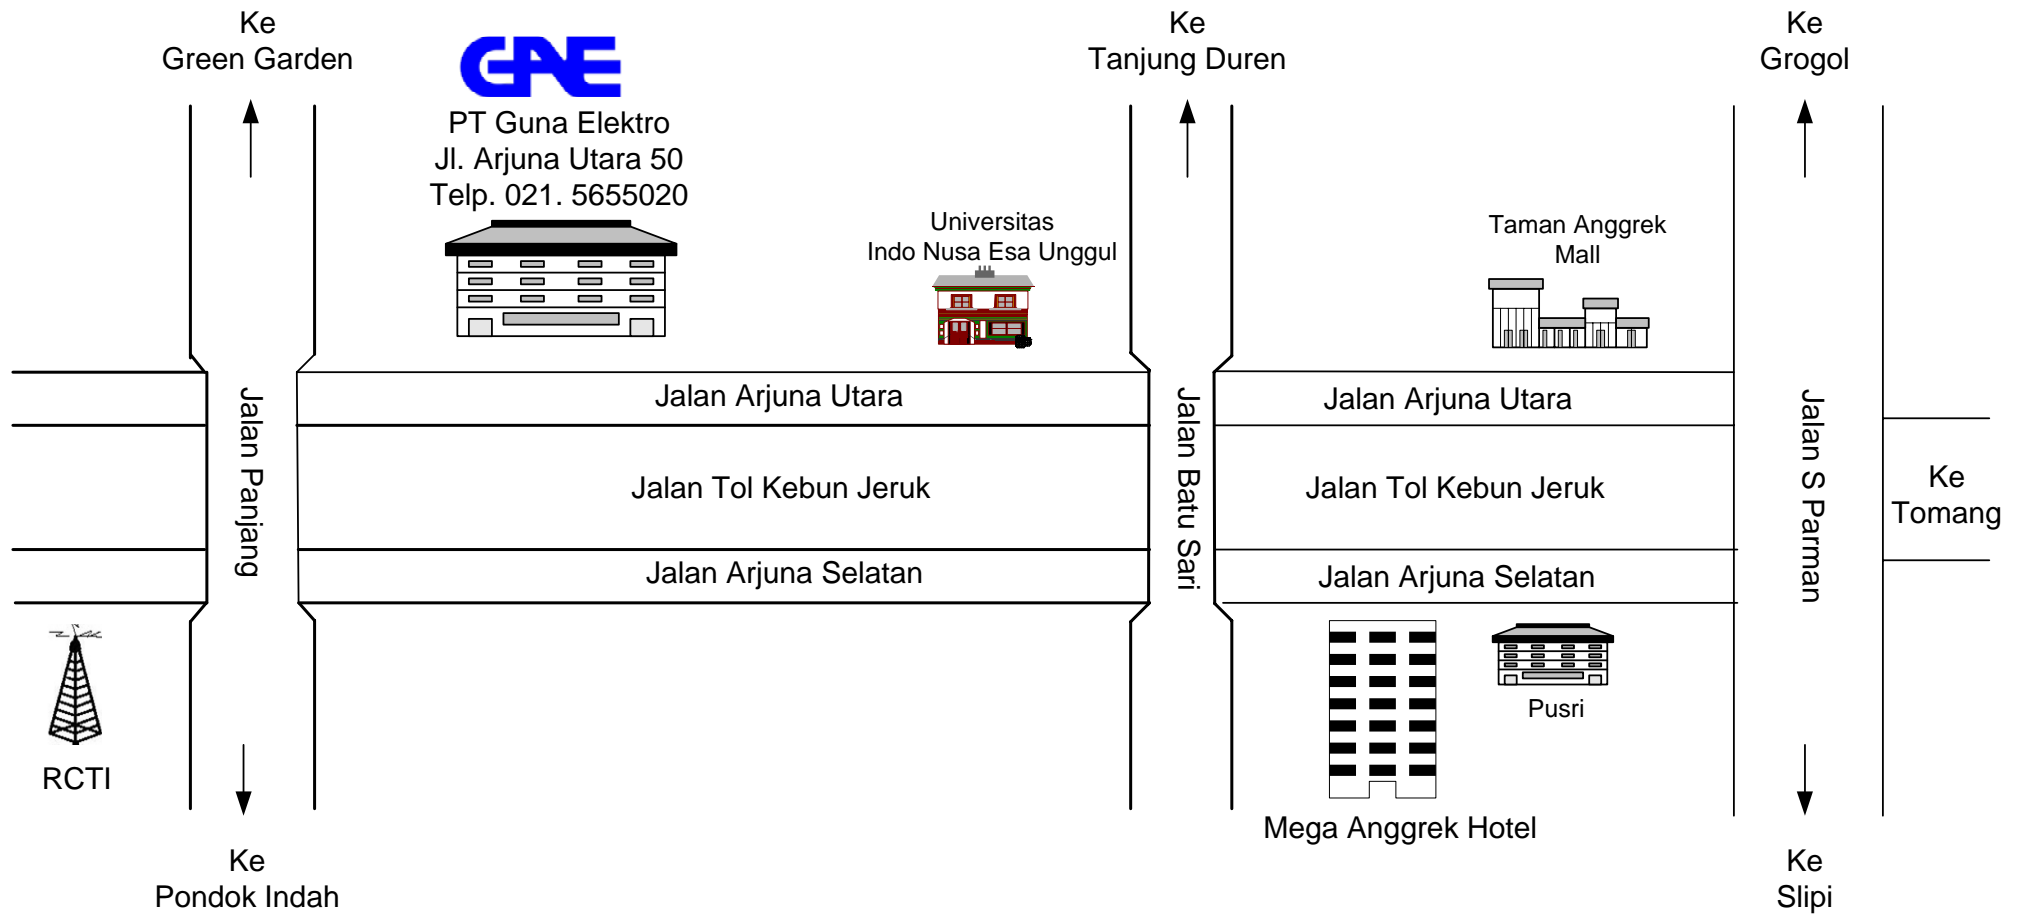 Ke
Green Garden
GAE
PT Guna Elektro
Jl. Arjuna Utara 50
Telp. 021. 5655020
Ke
Tanjung Duren
Ke
Grogol
Universitas
Indo Nusa Esa Unggul
Taman Anggrek
Mall
Jalan Arjuna Utara
Jalan Arjuna Utara
Jalan Panjang
Jalan Tol Kebun Jeruk
Jalan Batu Sari
Jalan Tol Kebun Jeruk
Jalan S Parman
Ke
Tomang
Jalan Arjuna Selatan
Jalan Arjuna Selatan
RCTI
Pusri
Mega Anggrek Hotel
Ke
Pondok Indah
Ke
Slipi